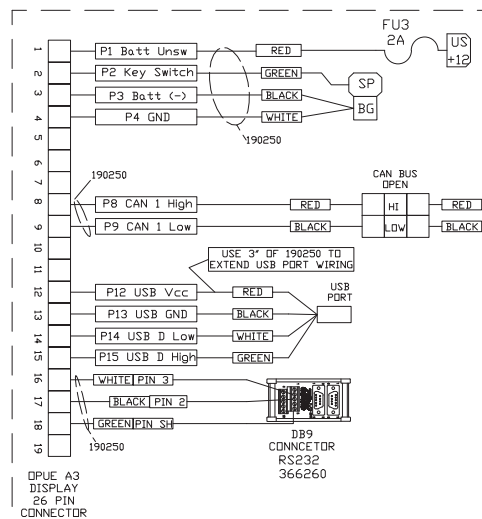 FU3
2A
US
+12
1 P1 Batt Unsw RED
2 P2 Key Switch GREEN SP
3 P3 Batt (-) BLACK BG
4 P4 GND WHITE
5
190250
6
7
190250
CAN BUS
OPEN
8 P8 CAN 1 High RED HI RED
9 P9 CAN 1 Low BLACK LOW BLACK
10
USE 3" OF 190250 TO
EXTEND USB PORT WIRING
11
USB
PORT
12 P12 USB Vcc RED
13 P13 USB GND BLACK
14 P14 USB D Low WHITE
15 P15 USB D High GREEN
16 WHITE PIN 3
17 BLACK PIN 2
18 GREEN PIN SH
19
190250
DB9
CONNCETOR
RS232
366260
OPUE A3
DISPLAY
26 PIN
CONNECTOR